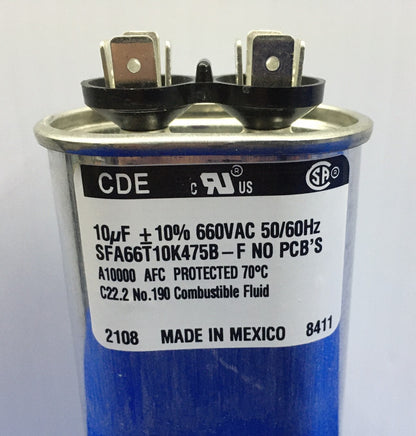 CDE c RU US SA ®
10µF ±10% 660VAC 50/60Hz
SFA66T10K475B-F NO PCB'S
A10000 AFC PROTECTED 70°C
C22.2 No.190 Combustible Fluid
2108 MADE IN MEXICO 8411